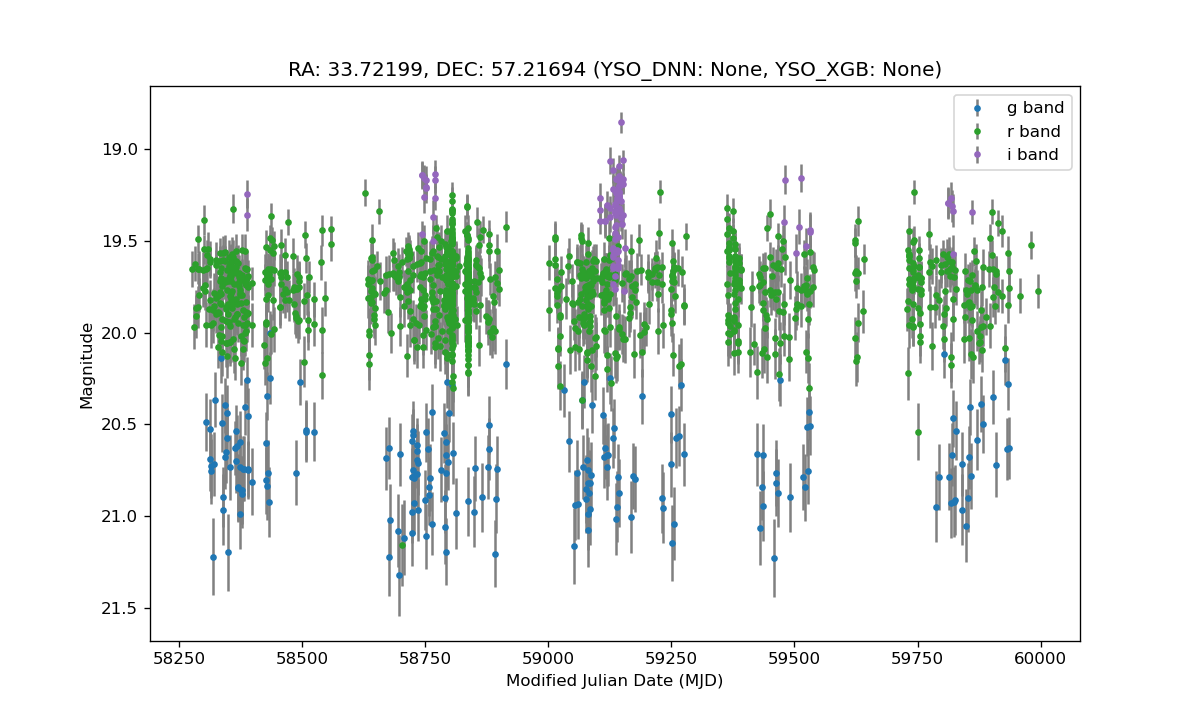 RA: 33.72199, DEC: 57.21694 (YSO_DNN: None, YSO_XGB: None)
g band
r band
i band
19.0
19.5
20.0
20.5
21.0
21.5
Magnitude
58250 58500 58750 59000 59250 59500 59750 60000
Modified Julian Date (MJD)